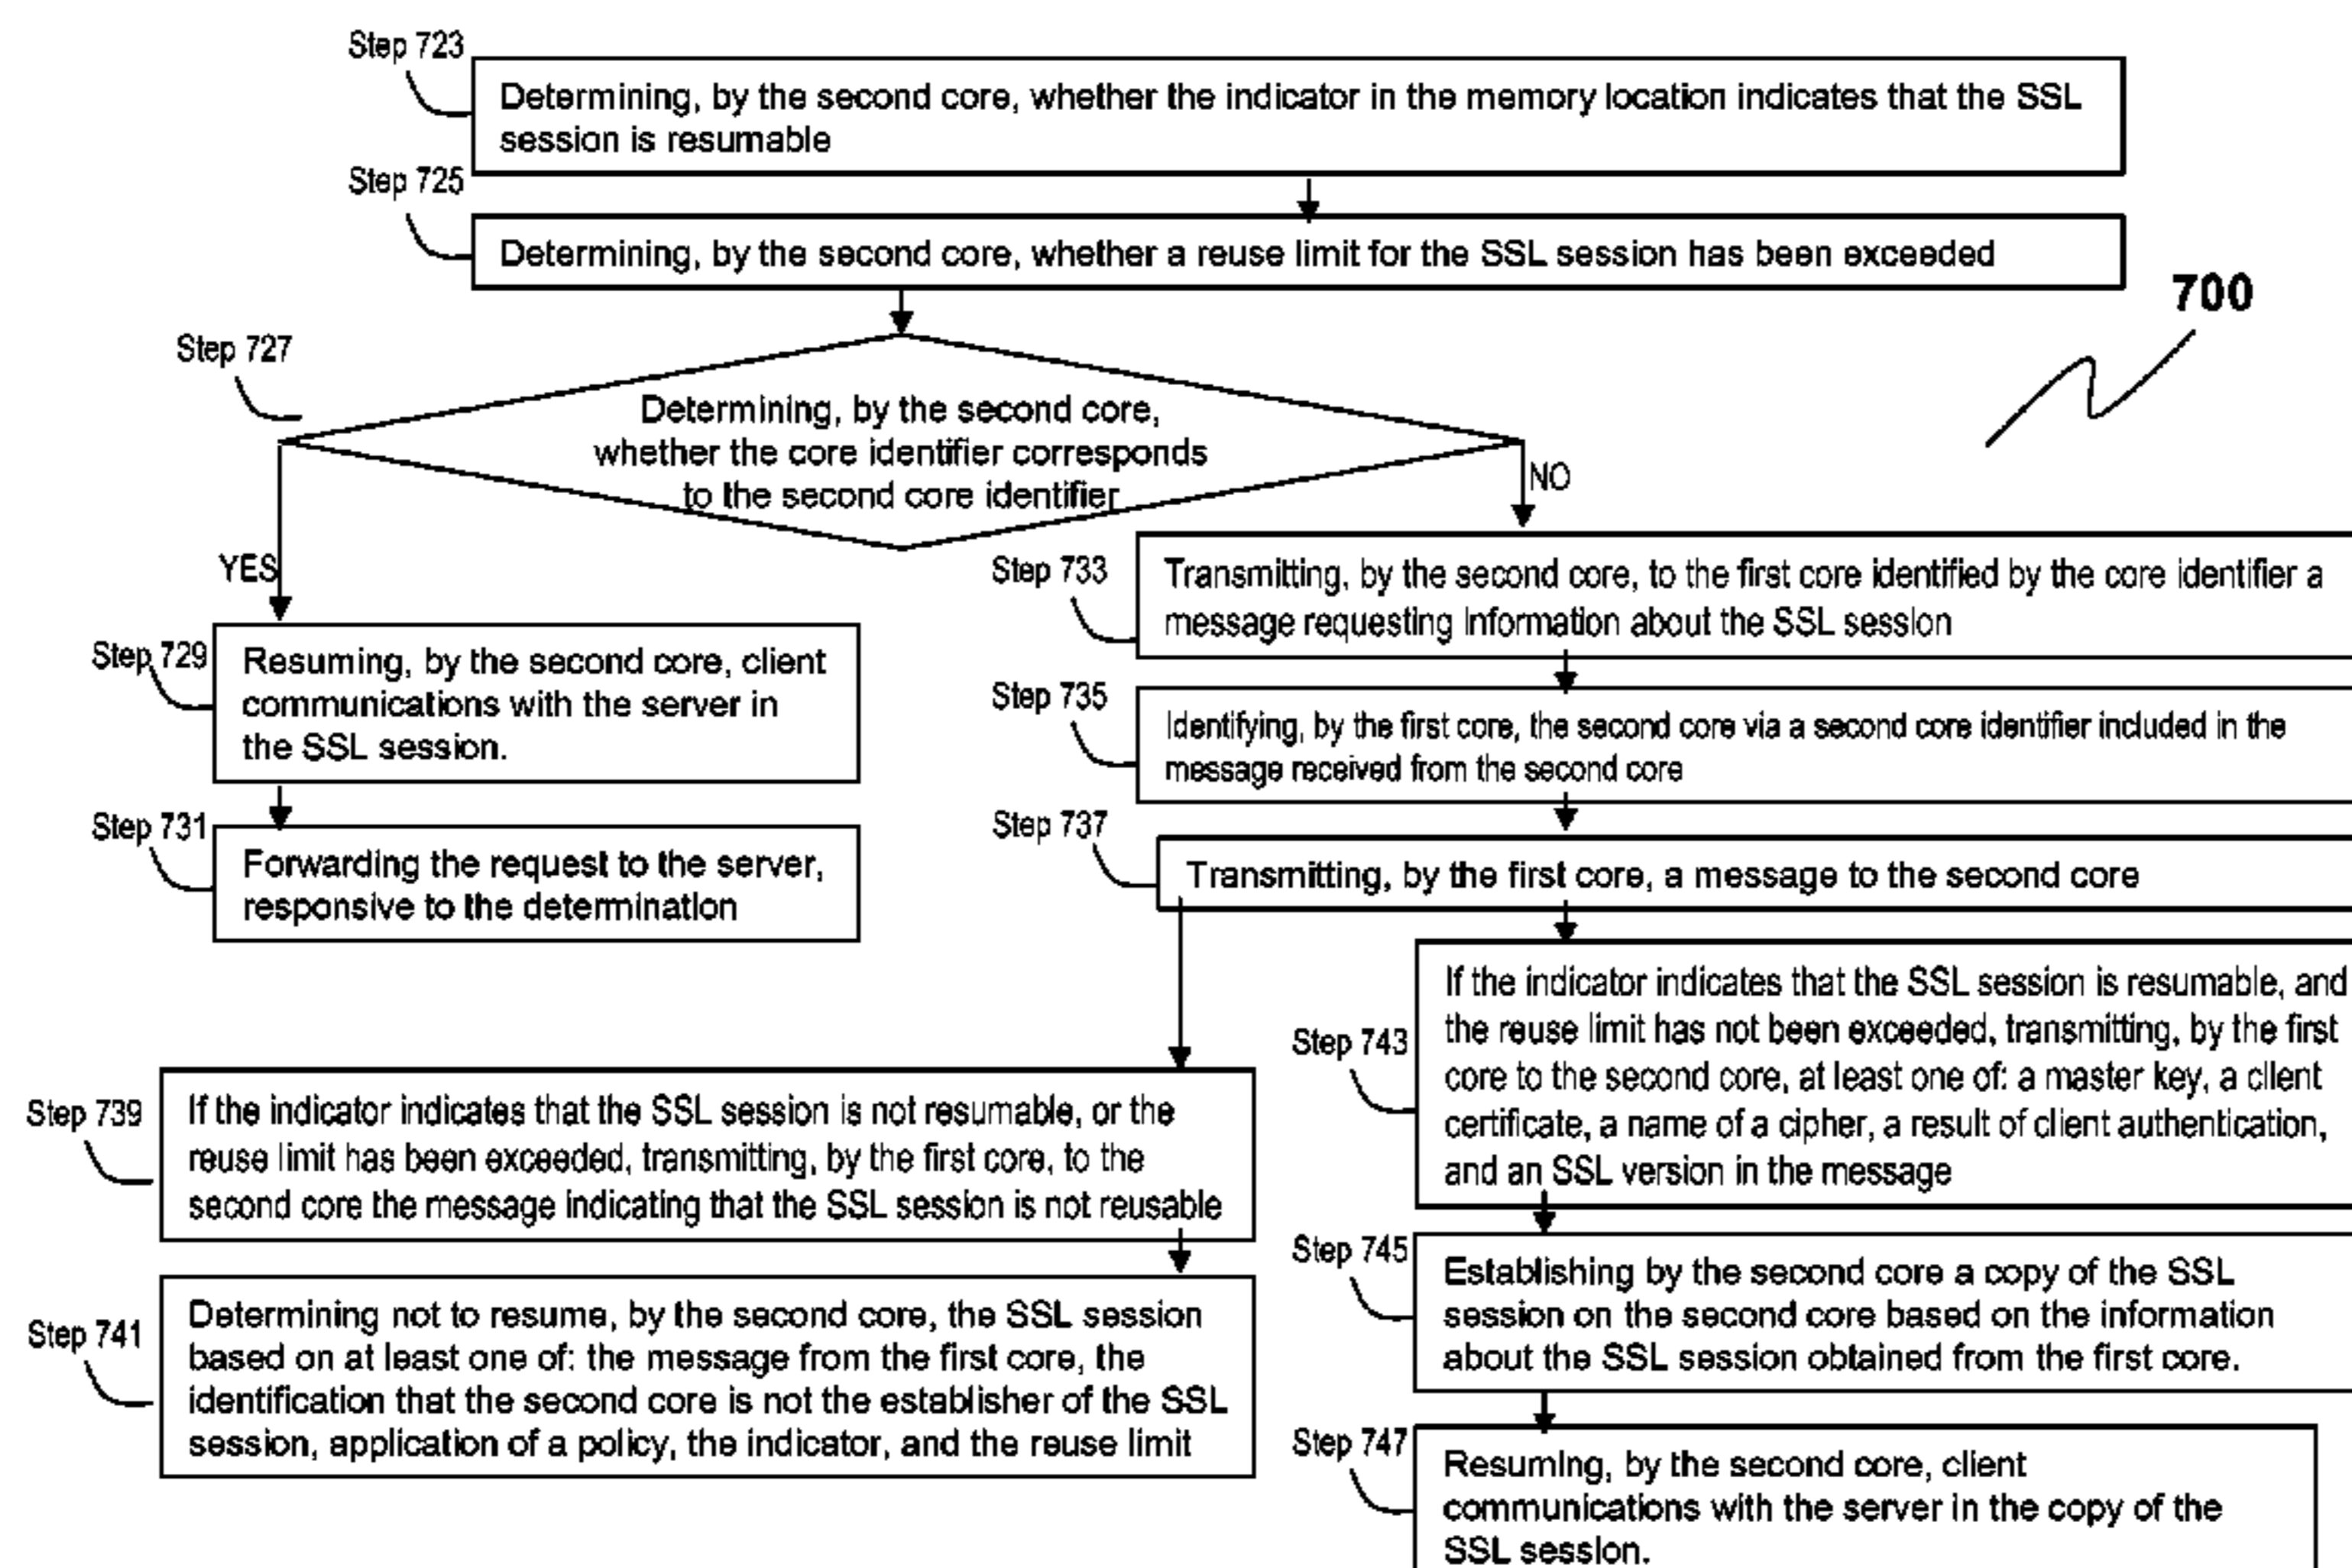 Step 723
Determining, by the second core, whether the indicator in the memory location indicates that the SSL
session is resumable
Step 725
Determining, by the second core, whether a reuse limit for the SSL session has been exceeded
700
Step 727
Determining, by the second core,
whether the core identifier corresponds
to the second core identifier
NO
YES
Step 733
Transmitting, by the second core, to the first core identified by the core identifier a
message requesting information about the SSL session
Step 729
Resuming, by the second core, client
communications with the server in
the SSL session.
Step 735
Identifying, by the first core, the second core via a second core identifier included in the
message received from the second core
Step 731
Forwarding the request to the server,
responsive to the determination
Step 737
Transmitting, by the first core, a message to the second core
Step 743
If the indicator indicates that the SSL session is resumable, and
the reuse limit has not been exceeded, transmitting, by the first
core to the second core, at least one of: a master key, a client
certificate, a name of a cipher, a result of client authentication,
and an SSL version in the message
Step 739
If the indicator indicates that the SSL session is not resumable, or the
reuse limit has been exceeded, transmitting, by the first core, to the
second core the message indicating that the SSL session is not reusable
Step 745
Establishing by the second core a copy of the SSL
session on the second core based on the information
about the SSL session obtained from the first core.
Step 741
Determining not to resume, by the second core, the SSL session
based on at least one of: the message from the first core, the
identification that the second core is not the establisher of the SSL
session, application of a policy, the indicator, and the reuse limit
Step 747
Resuming, by the second core, client
communications with the server in the copy of the
SSL session.